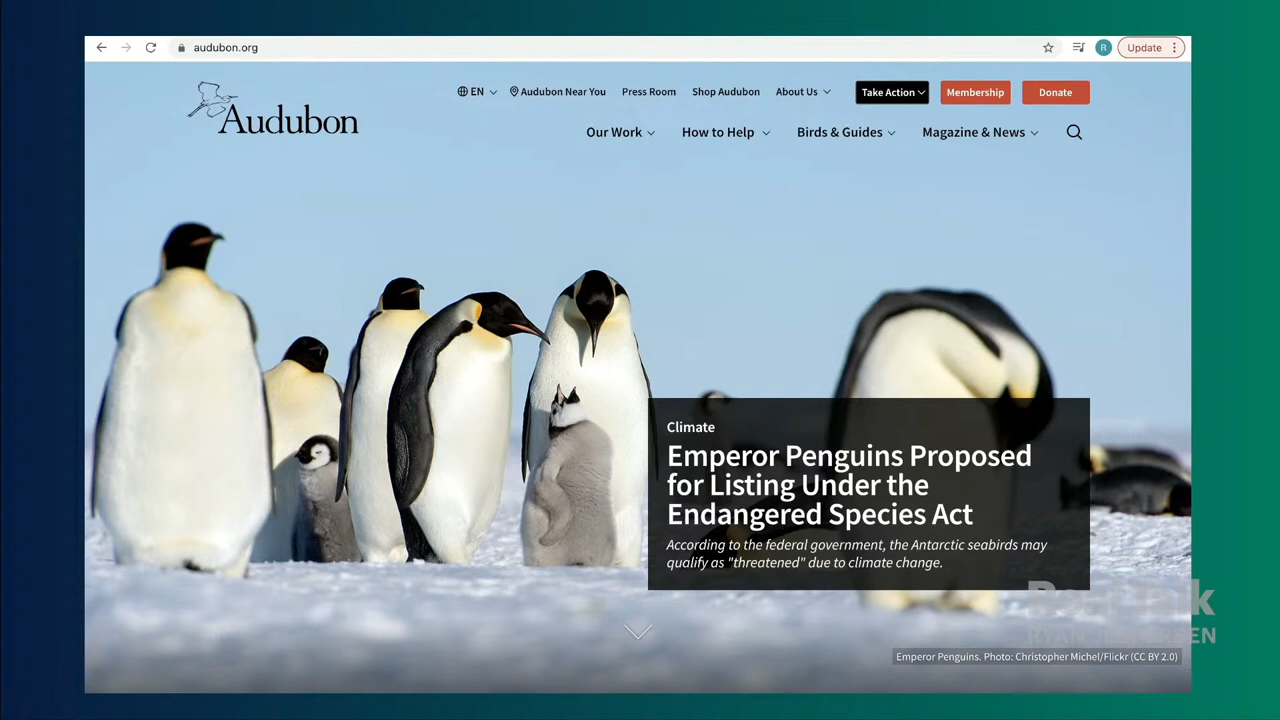 audubon.org
R
Update
EN
Audubon Near You
Press Room
Shop Audubon
About Us
Take Action
Membership
Donate
Audubon
Our Work
How to Help
Birds & Guides
Magazine & News
Climate
Emperor Penguins Proposed
for Listing Under the
Endangered Species Act
According to the federal government, the Antarctic seabirds may
qualify as "threatened" due to climate change.
Real Talk
Emperor Penguins. Photo: Christopher Michel/Flickr (CC BY 2.0)